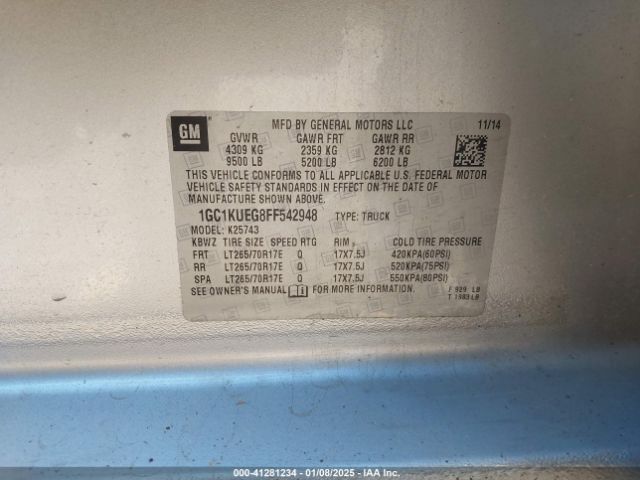 GM
MFD BY GENERAL MOTORS LLC 11/14
GVWR GAWR FRT GAWR RR
4309 KG 2359 KG 2812 KG
9500 LB 5200 LB 6200 LB
THIS VEHICLE CONFORMS TO ALL APPLICABLE U.S. FEDERAL MOTOR
VEHICLE SAFETY STANDARDS IN EFFECT ON THE DATE OF
MANUFACTURE SHOWN ABOVE.
1GC1KUEG8FF542948 TYPE: TRUCK
MODEL: K25743
KBWZ TIRE SIZE SPEED RTG RIM COLD TIRE PRESSURE
FRT LT265/70R17E Q 17X7.5J 420KPA(60PSI)
RR LT265/70R17E Q 17X7.5J 520KPA(75PSI)
SPA LT265/70R17E Q 17X7.5J 550KPA(80PSI)
SEE OWNER'S MANUAL FOR MORE INFORMATION.
F 929 LB
T 1983 LB
000-41281234 - 01/08/2025 - IAA Inc.